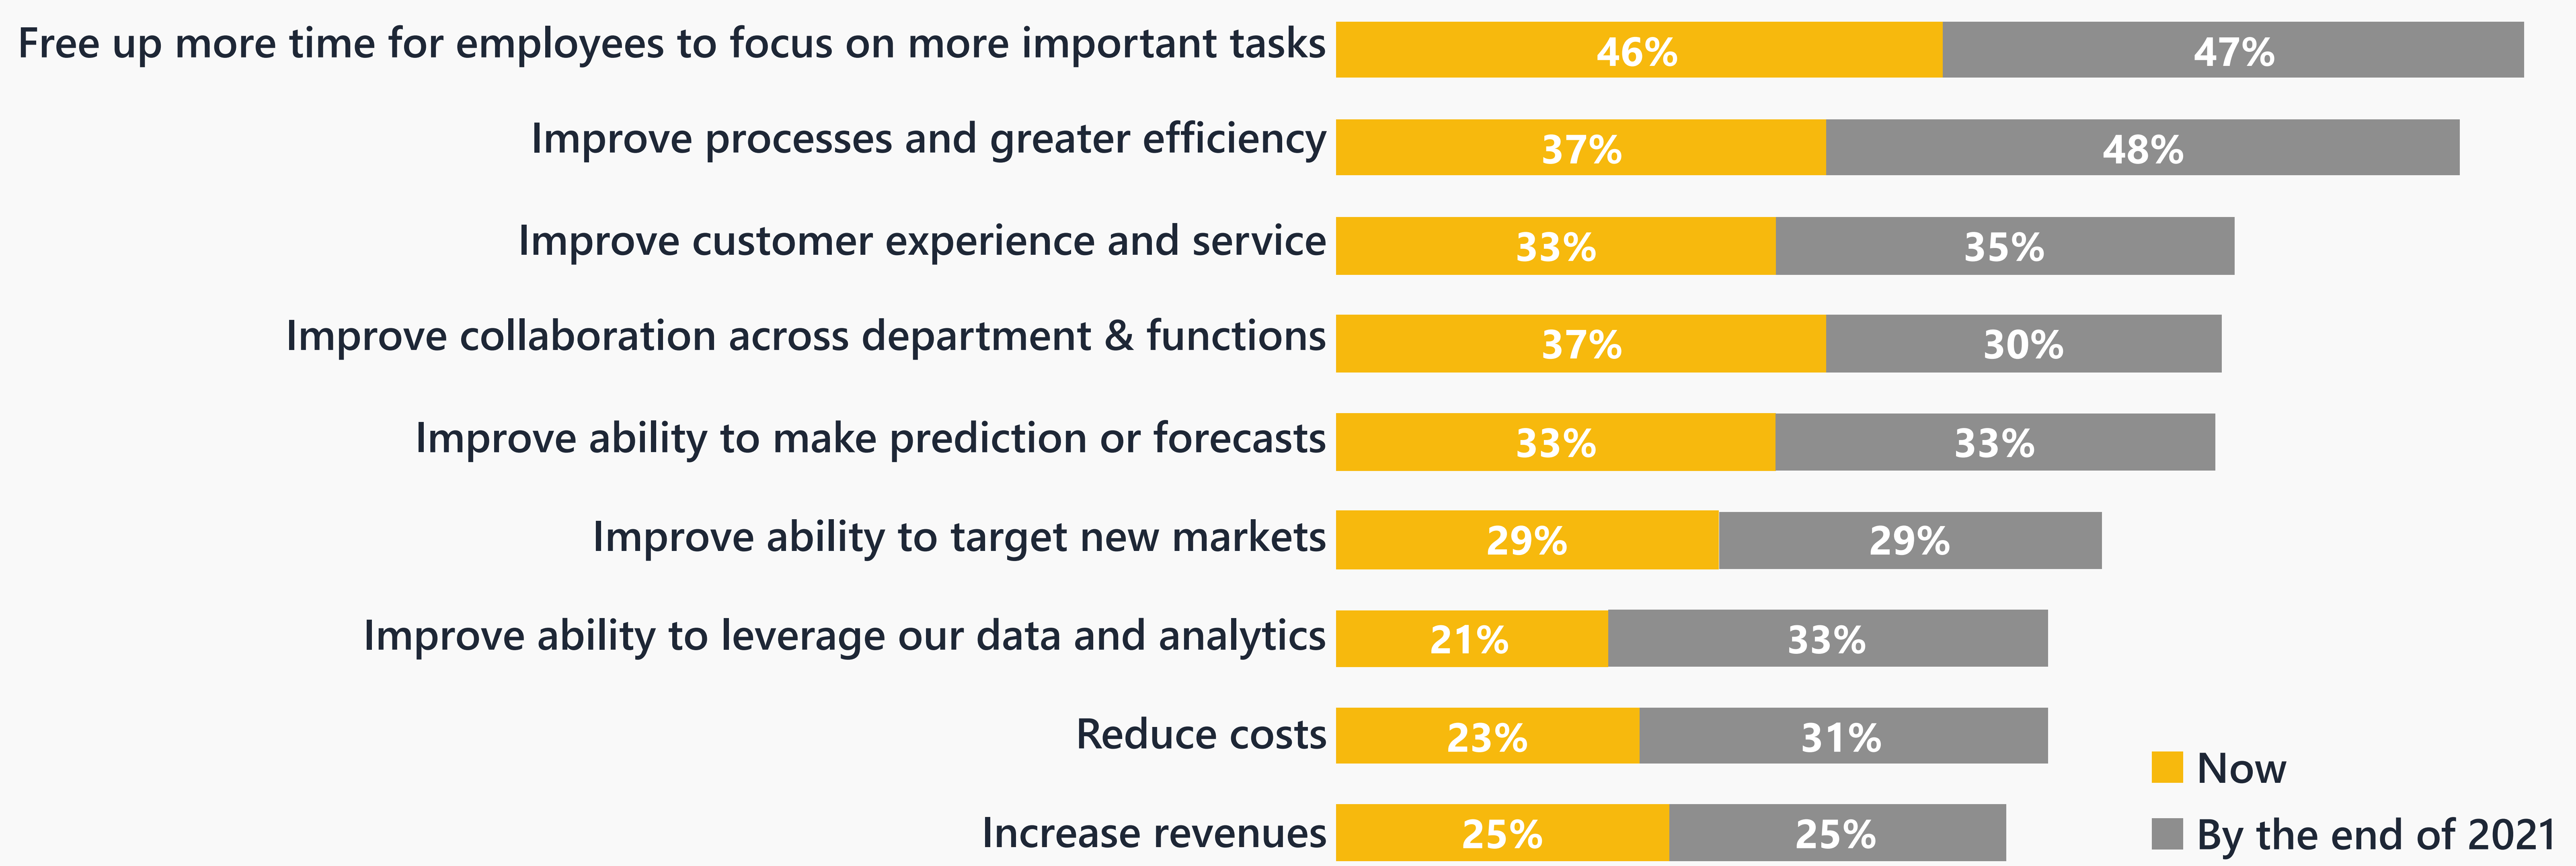 Free up more time for employees to focus on more important tasks 46% 47%
Improve processes and greater efficiency 37% 48%
Improve customer experience and service 33% 35%
Improve collaboration across department & functions 37% 30%
Improve ability to make prediction or forecasts 33% 33%
Improve ability to target new markets 29% 29%
Improve ability to leverage our data and analytics 21% 33%
Reduce costs 23% 31%
Now
Increase revenues 25% 25%
By the end of 2021